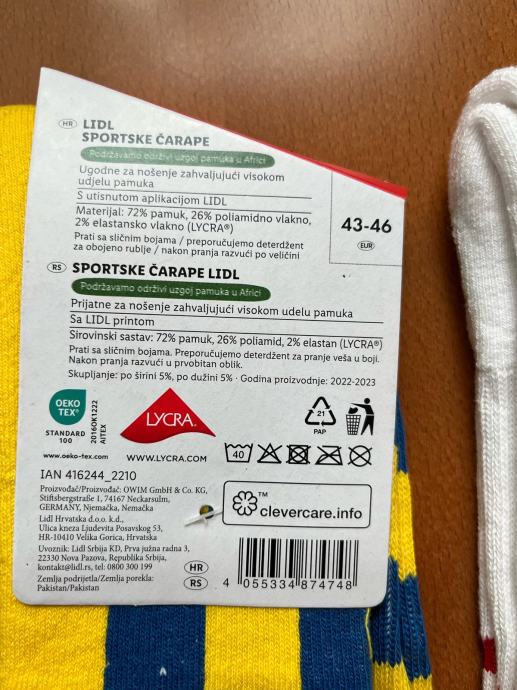 HR LIDL
SPORTSKE ČARAPE
Podržavamo održivi uzgoj pamuka u Africi
Ugodne za nošenje zahvaljujući visokom
udjelu pamuka
S utisnutom aplikacijom LIDL
Materijal: 72% pamuk, 26% poliamidno vlakno,
2% elastansko vlakno (LYCRA®)
Prati sa sličnim bojama / preporučujemo deterdžent
za obojeno rublje / nakon pranja razvući po veličini
43-46
EUR
RS SPORTSKE ČARAPE LIDL
Podržavamo održivi uzgoj pamuka u Africi
Prijatne za nošenje zahvaljujući visokom udelu pamuka
Sa LIDL printom
Sirovinski sastav: 72% pamuk, 26% poliamid, 2% elastan (LYCRA®)
Prati sa sličnim bojama. Preporučujemo deterdžent za pranje veša u boji.
Nakon pranja razvući u prvobitan oblik.
Skupljanje: po širini 5%, po dužini 5% · Godina proizvodnje: 2022-2023
OEKO
TEX®
STANDARD
100
2016OK1222
AITEX
www.oeko-tex.com
LYCRA®
WWW.LYCRA.COM
21
PAP
40
IAN 416244_2210
Proizvođač/Proizvođač: OWIM GmbH & Co. KG,
Stiftsbergstraße 1, 74167 Neckarsulm,
GERMANY, Njemačka, Nemačka
Lidl Hrvatska d.o.o. k.d.,
Ulica kneza Ljudevita Posavskog 53,
HR-10410 Velika Gorica, Hrvatska
Uvoznik: Lidl Srbija KD, Prva južna radna 3,
22330 Nova Pazova, Republika Srbija,
kontakt@lidl.rs, tel: 0800 300 199
Zemlja podrijetla/Zemlja porekla:
Pakistan/Pakistan
HR
RS
™
clevercare.info
4 055334 874748